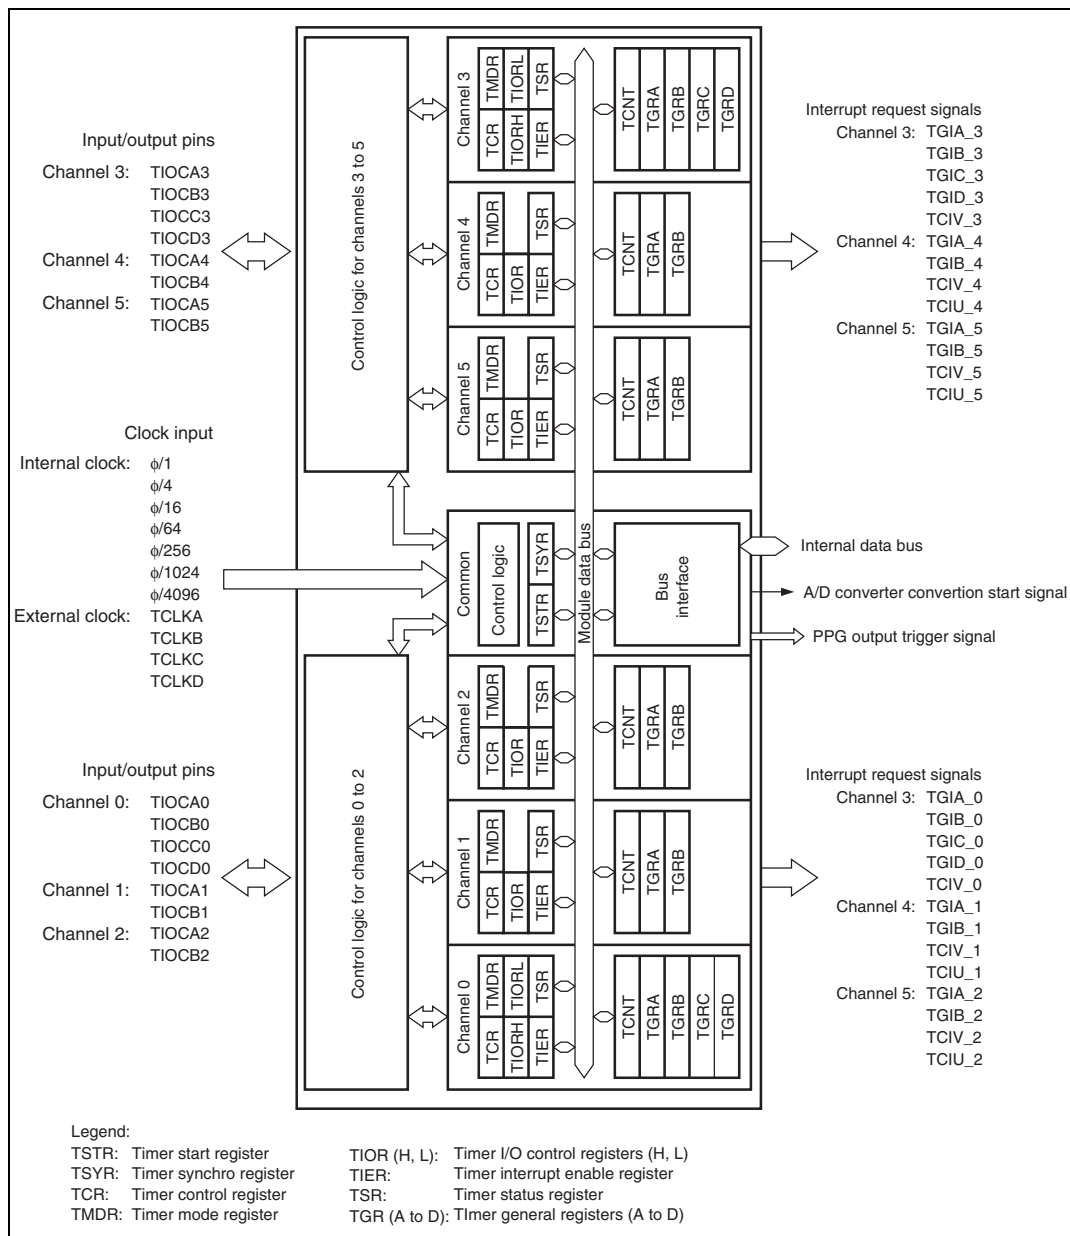 Input/output pins
Channel 3: TIOCA3
TIOCB3
TIOCC3
TIOCD3
Channel 4: TIOCA4
TIOCB4
Channel 5: TIOCA5
TIOCB5
Clock input
Internal clock: ϕ/1
ϕ/4
ϕ/16
ϕ/64
ϕ/256
ϕ/1024
ϕ/4096
External clock: TCLKA
TCLKB
TCLKC
TCLKD
Input/output pins
Channel 0: TIOCA0
TIOCB0
TIOCC0
TIOCD0
Channel 1: TIOCA1
TIOCB1
Channel 2: TIOCA2
TIOCB2
Control logic for channels 3 to 5
Control logic for channels 0 to 2
Channel 3
TMDR
TIORL
TSR
TCR
TIORH
TIER
TCNT
TGRA
TGRB
TGRC
TGRD
Channel 4
TMDR
TSR
TCR
TIOR
TIER
TCNT
TGRA
TGRB
Channel 5
TMDR
TSR
TCR
TIOR
TIER
TCNT
TGRA
TGRB
Common
Control logic
TSYR
TSTR
Module data bus
Bus
interface
Channel 2
TMDR
TSR
TCR
TIOR
TIER
TCNT
TGRA
TGRB
Channel 1
TMDR
TSR
TCR
TIOR
TIER
TCNT
TGRA
TGRB
Channel 0
TMDR
TIORL
TSR
TCR
TIORH
TIER
TCNT
TGRA
TGRB
TGRC
TGRD
Interrupt request signals
Channel 3: TGIA_3
TGIB_3
TGIC_3
TGID_3
TCIV_3
Channel 4: TGIA_4
TGIB_4
TCIV_4
TCIU_4
Channel 5: TGIA_5
TGIB_5
TCIV_5
TCIU_5
Internal data bus
A/D converter convertion start signal
PPG output trigger signal
Interrupt request signals
Channel 3: TGIA_0
TGIB_0
TGIC_0
TGID_0
TCIV_0
Channel 4: TGIA_1
TGIB_1
TCIV_1
TCIU_1
Channel 5: TGIA_2
TGIB_2
TCIV_2
TCIU_2
Legend:
TSTR: Timer start register
TSYR: Timer synchro register
TCR: Timer control register
TMDR: Timer mode register
TIOR (H, L): Timer I/O control registers (H, L)
TIER: Timer interrupt enable register
TSR: Timer status register
TGR (A to D): TImer general registers (A to D)